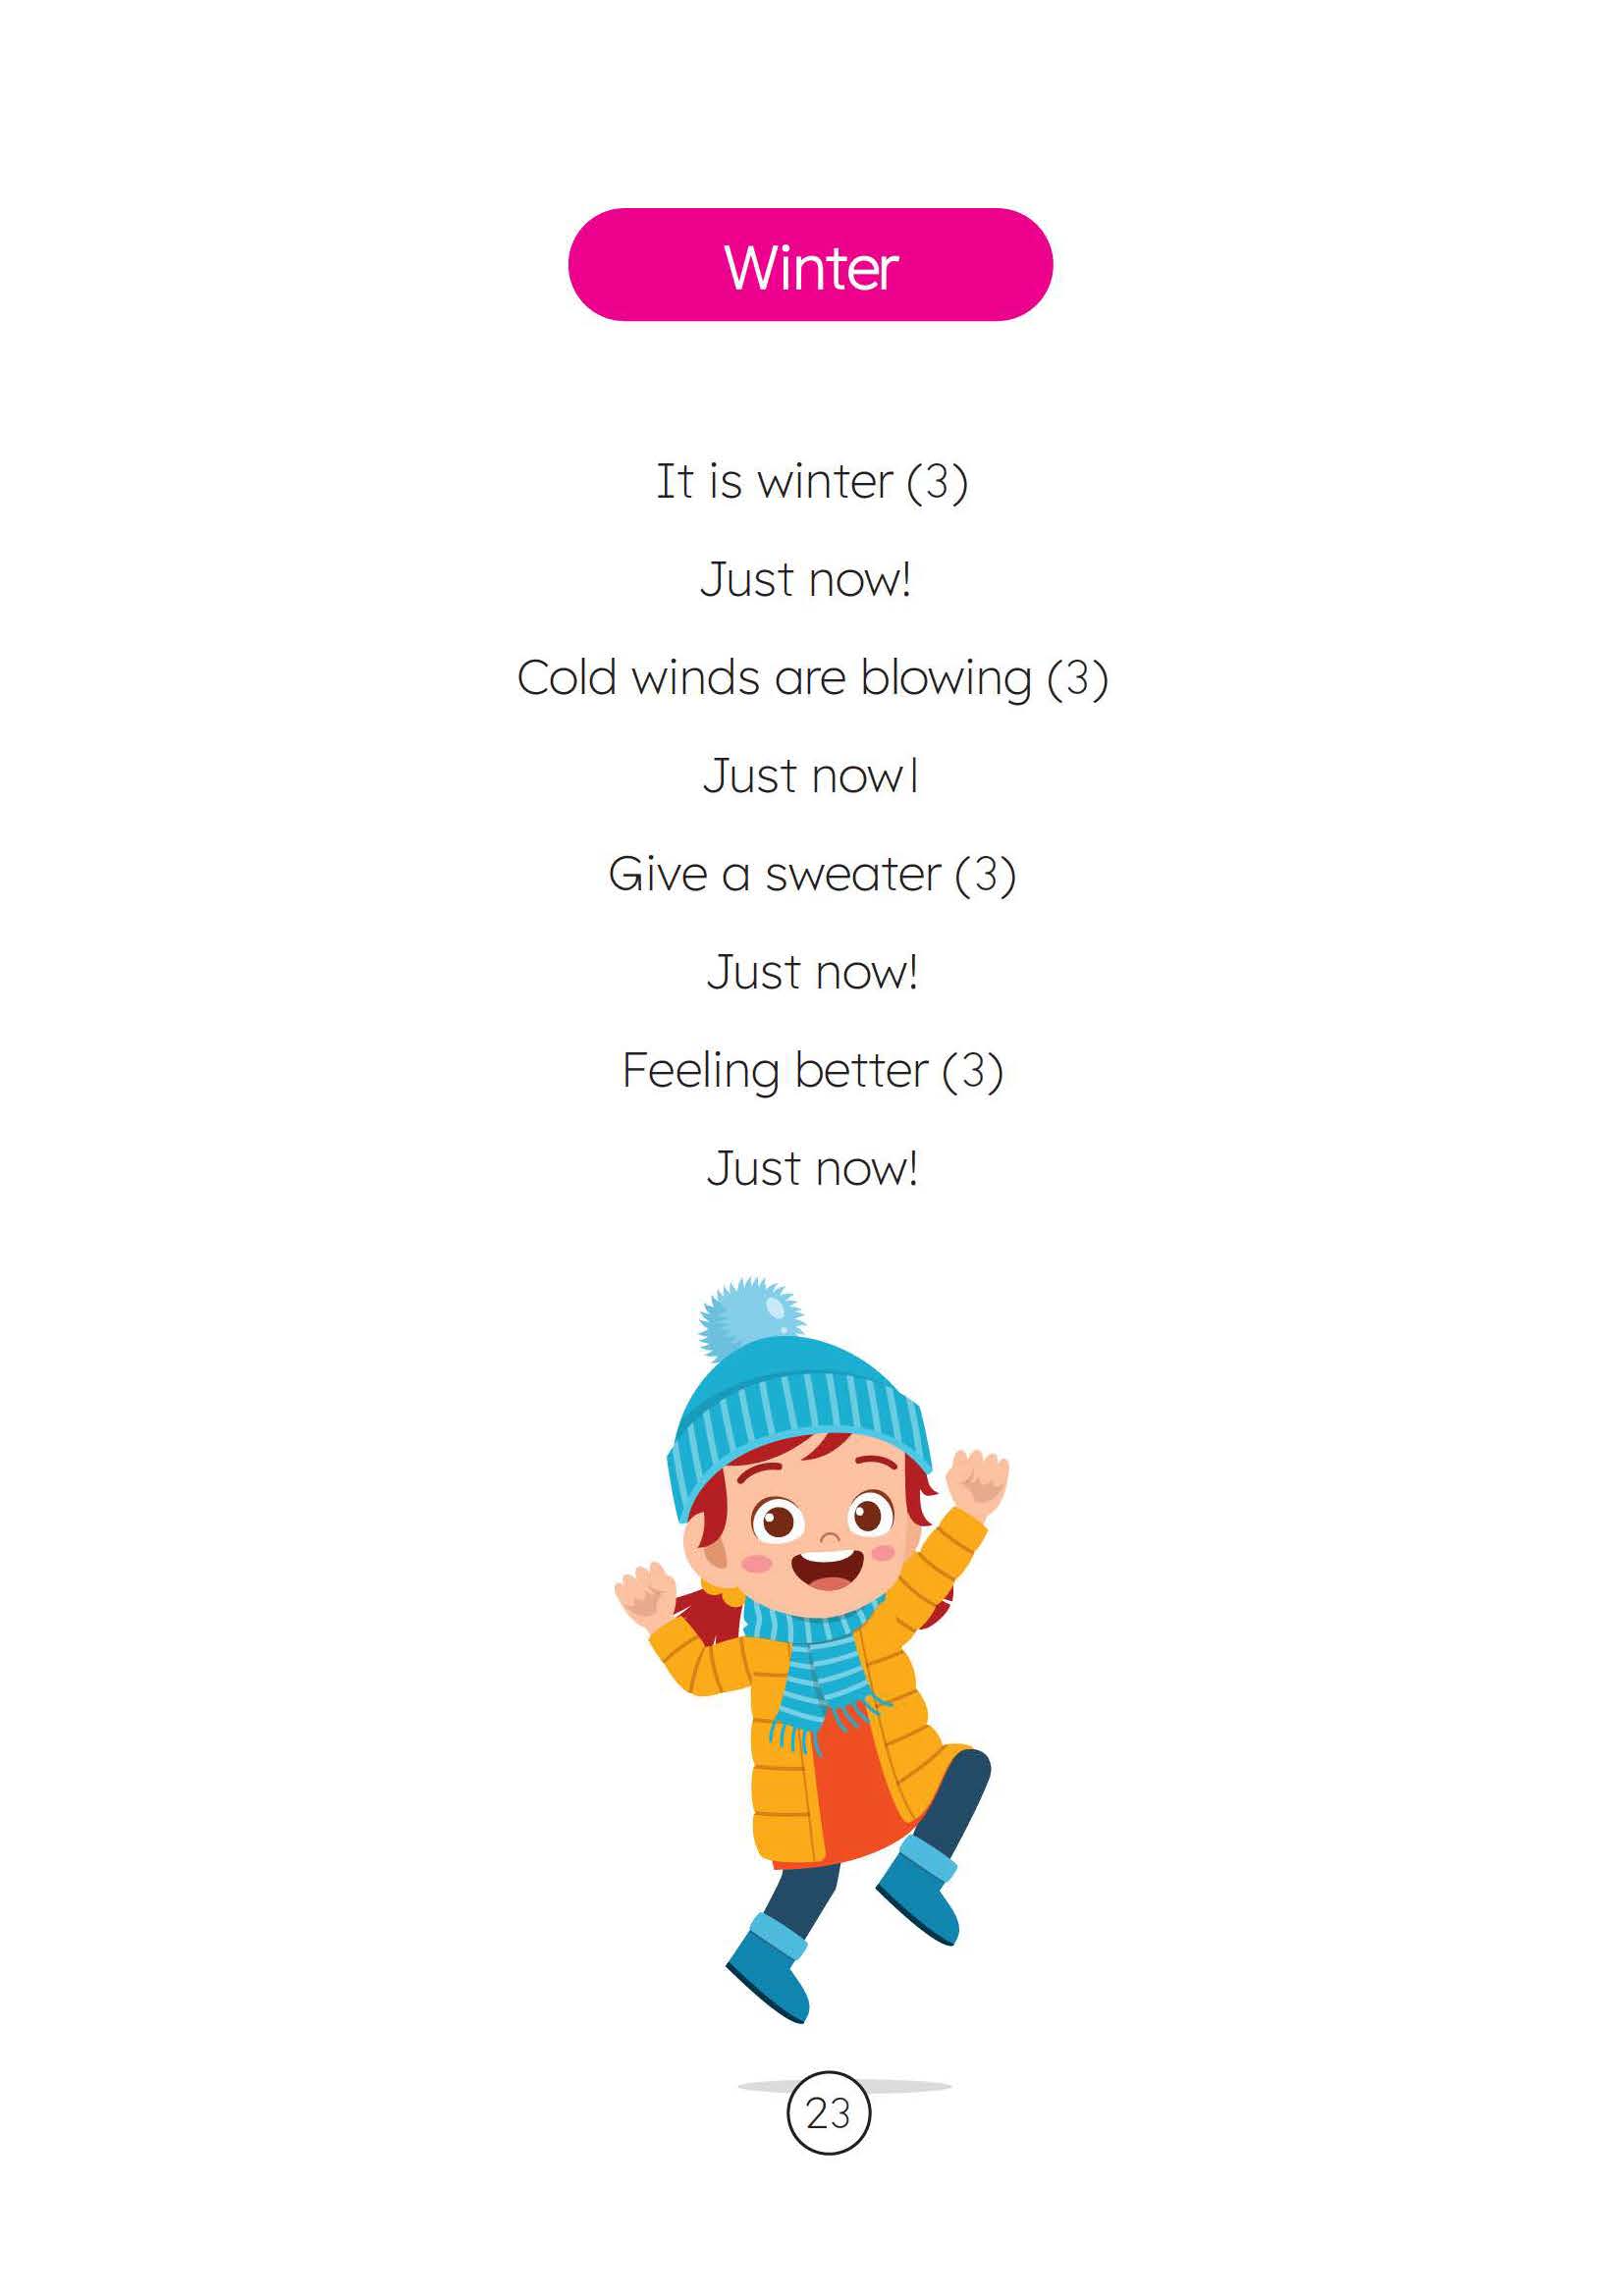 Winter
It is winter (3)
Just now!
Cold winds are blowing (3)
Just now l
Give a sweater (3)
Just now!
Feeling better (3)
Just now!
23